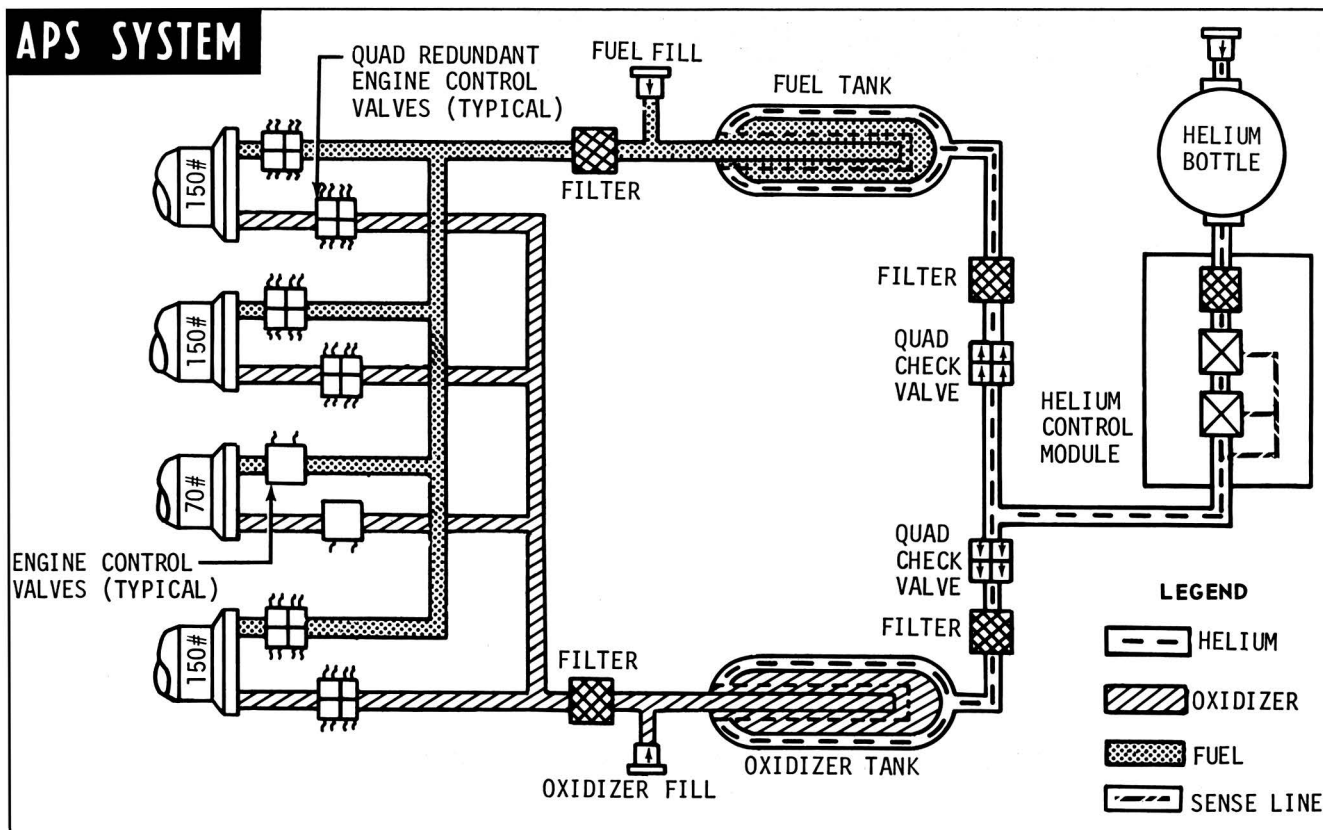 APS SYSTEM
QUAD REDUNDANT
ENGINE CONTROL
VALVES (TYPICAL)
FUEL FILL
FUEL TANK
HELIUM
BOTTLE
FILTER
150#
150#
70#
150#
FILTER
QUAD
CHECK
VALVE
HELIUM
CONTROL
MODULE
ENGINE CONTROL
VALVES (TYPICAL)
QUAD
CHECK
VALVE
FILTER
FILTER
OXIDIZER TANK
OXIDIZER FILL
LEGEND
HELIUM
OXIDIZER
FUEL
SENSE LINE